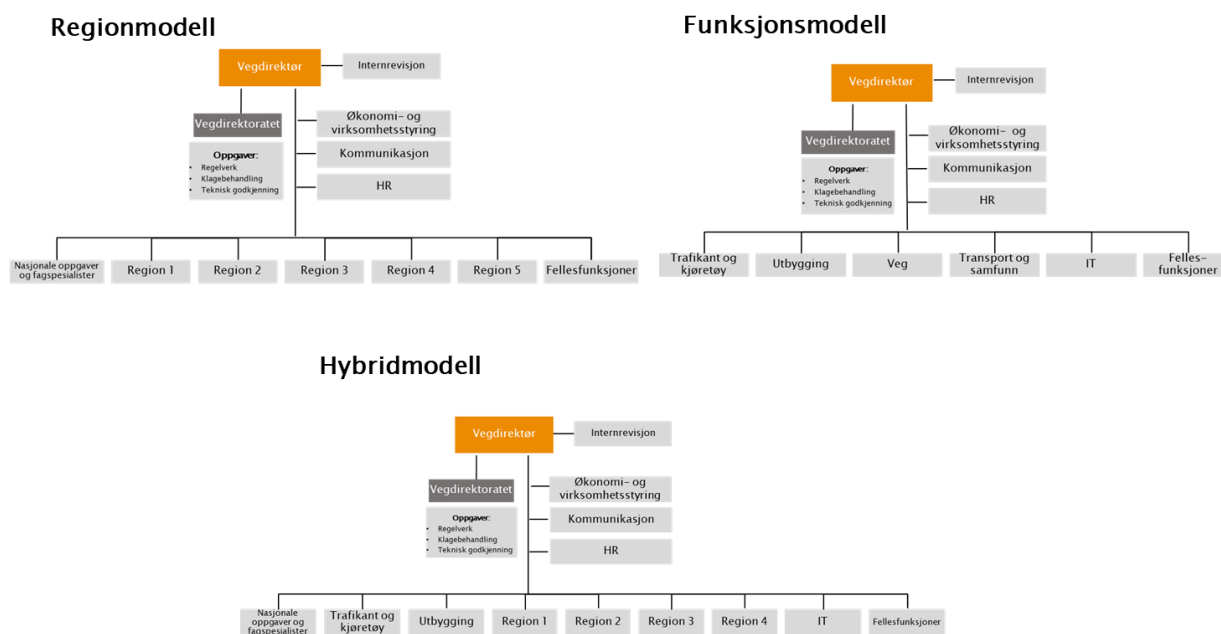 Regionmodell
Vegdirektør
Internrevisjon
Vegdirektoratet
Økonomi- og
virksomhetsstyring
Oppgaver:
• Regelverk
• Klagebehandling
• Teknisk godkjenning
Kommunikasjon
HR
Nasjonale oppgaver
og fagspesialister
Region 1
Region 2
Region 3
Region 4
Region 5
Fellesfunksjoner
Funksjonsmodell
Vegdirektør
Internrevisjon
Vegdirektoratet
Økonomi- og
virksomhetsstyring
Oppgaver:
• Regelverk
• Klagebehandling
• Teknisk godkjenning
Kommunikasjon
HR
Trafikant og
kjøretøy
Utbygging
Veg
Transport og
samfunn
IT
Felles-
funksjoner
Hybridmodell
Vegdirektør
Internrevisjon
Vegdirektoratet
Økonomi- og
virksomhetsstyring
Oppgaver:
• Regelverk
• Klagebehandling
• Teknisk godkjenning
Kommunikasjon
HR
Nasjonale
oppgaver og
fagspesialister
Trafikant og
kjøretøy
Utbygging
Region 1
Region 2
Region 3
Region 4
IT
Fellesfunksjoner